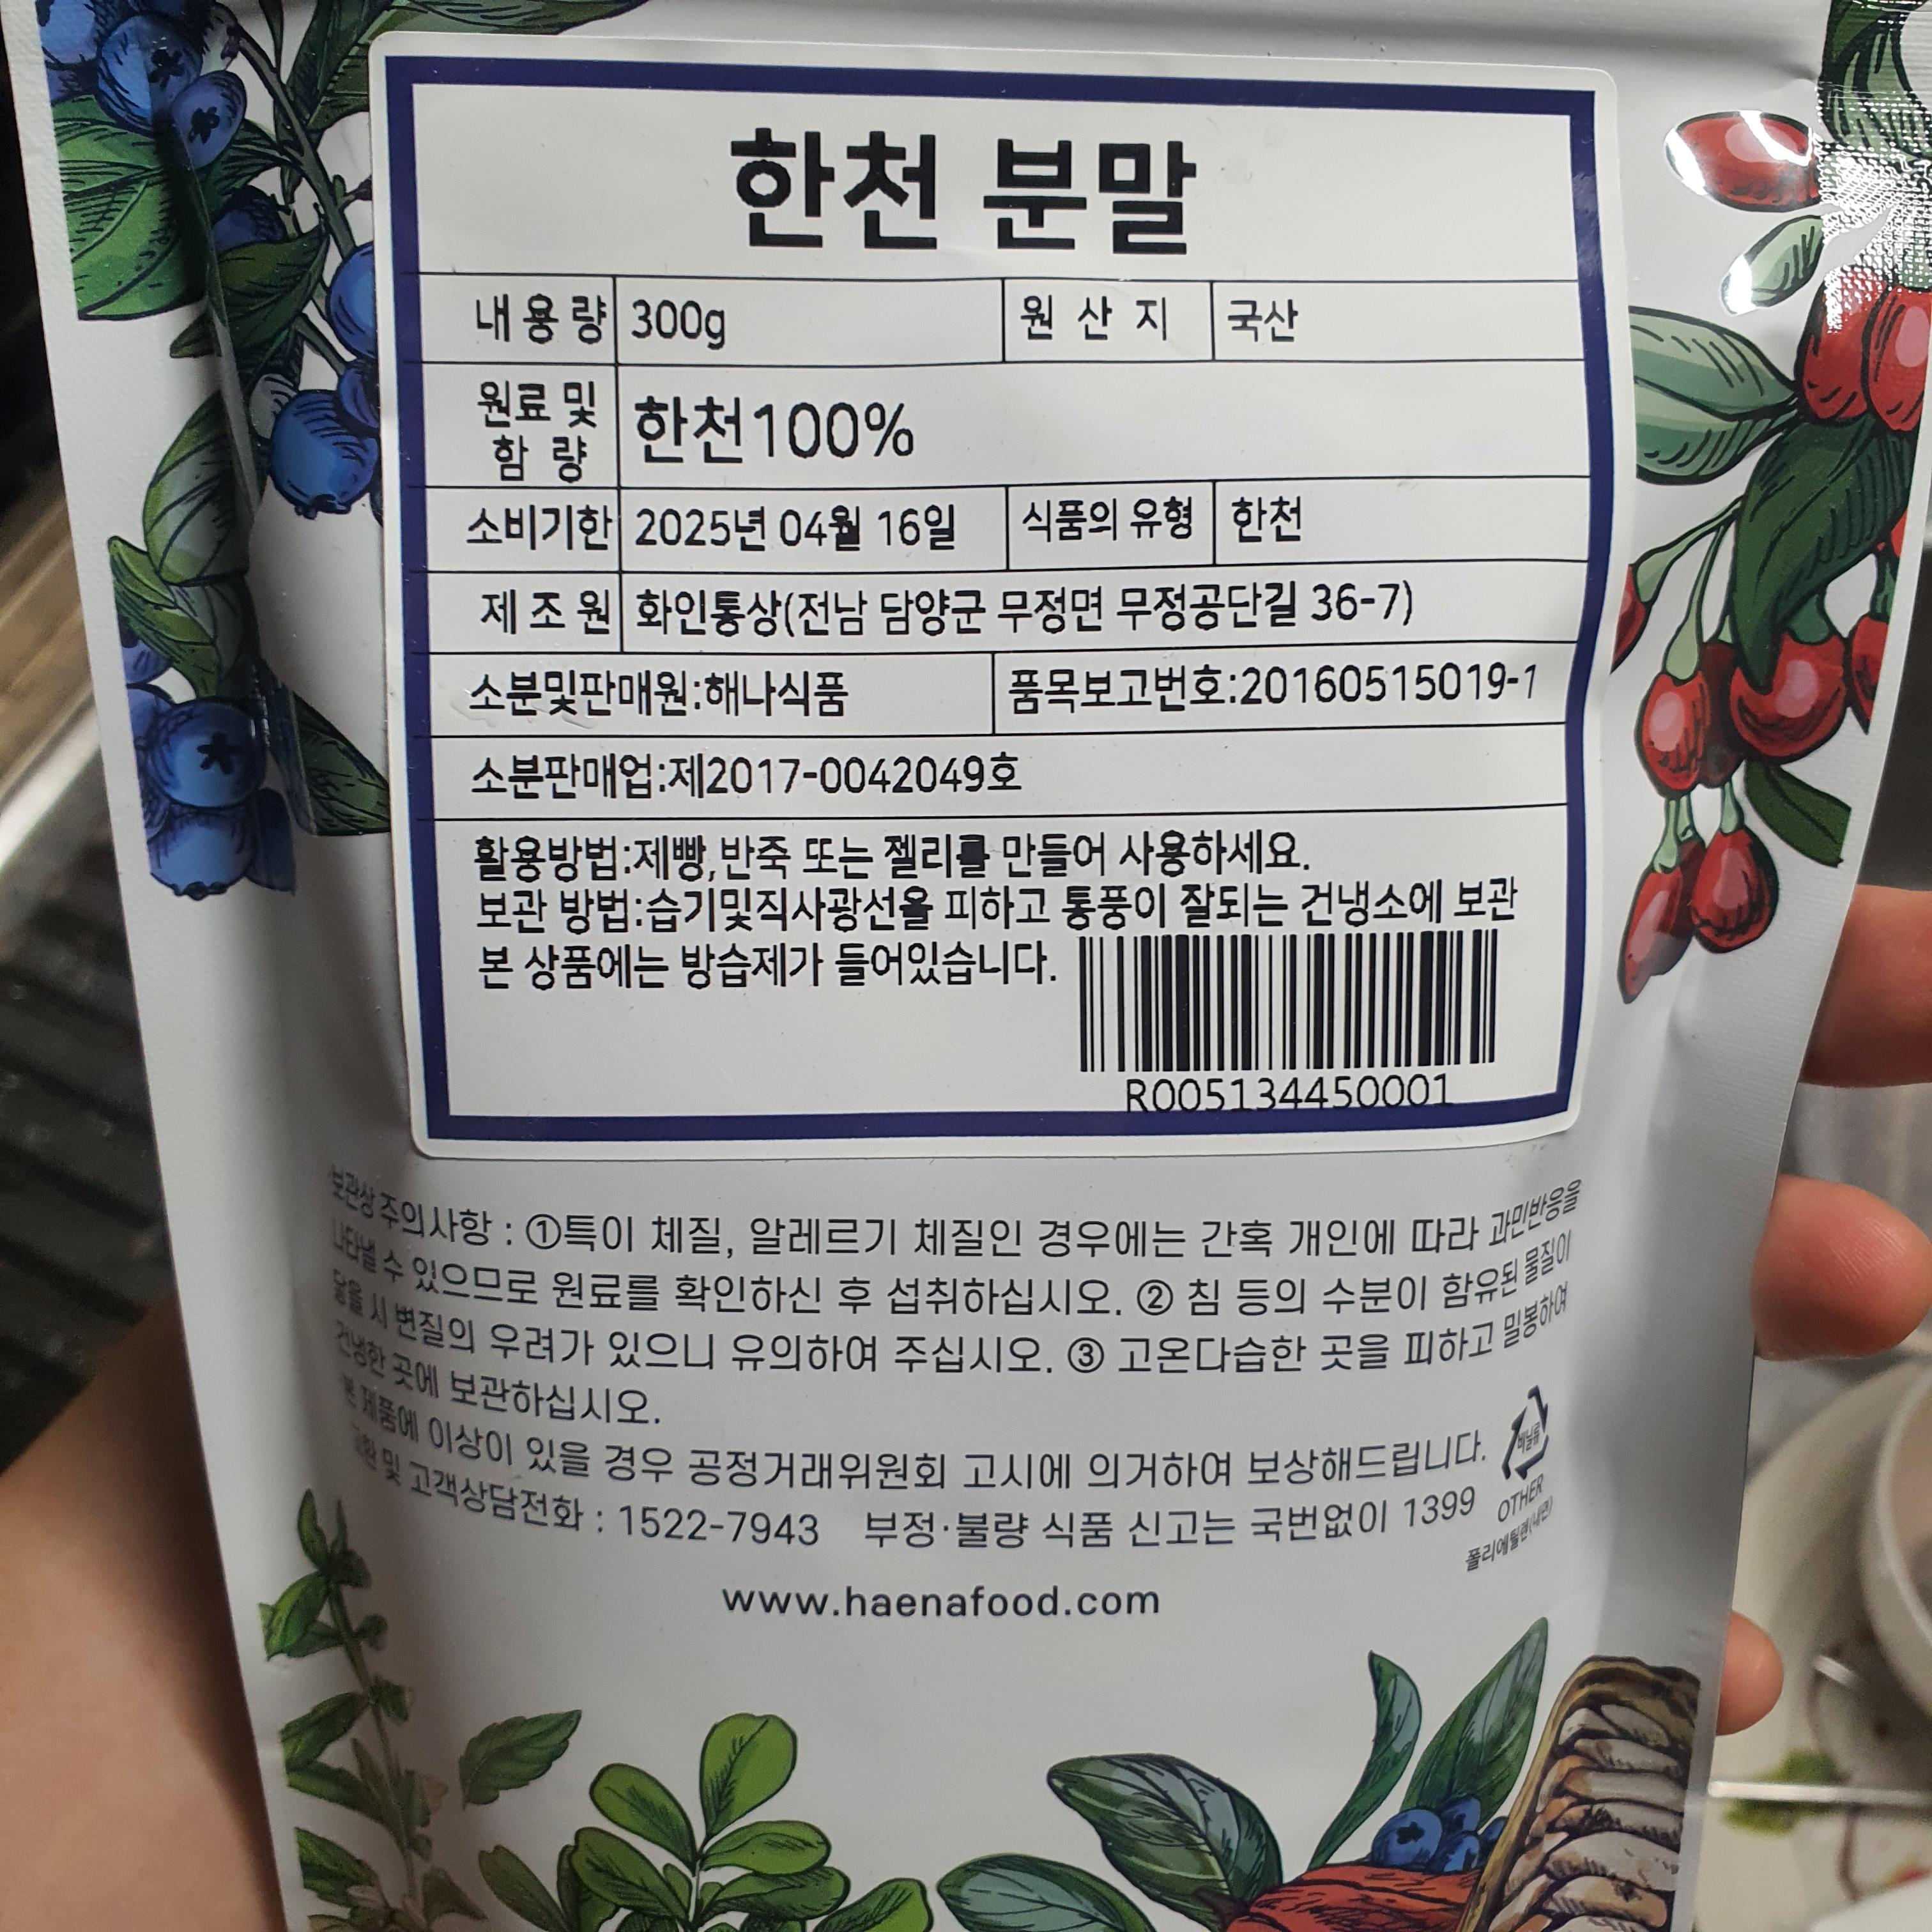 한천 분말
내 용 량 300g 원 산 지 국산
원료 및
함 량
한천100%
소비기한 2025년 04월 16일 식품의 유형 한천
제 조 원 화인통상(전남 담양군 무정면 무정공단길 36-7)
소분및판매원:해나식품 품목보고번호:20160515019-1
소분판매업:제2017-0042049호
활용방법:제빵,반죽 또는 젤리를 만들어 사용하세요.
보관 방법:습기및직사광선을 피하고 통풍이 잘되는 건냉소에 보관
본 상품에는 방습제가 들어있습니다.
R005134450001
·보관상 주의사항 : ①특이 체질, 알레르기 체질인 경우에는 간혹 개인에 따라 과민반응을
나타낼 수 있으므로 원료를 확인하신 후 섭취하십시오. ② 침 등의 수분이 함유된 물질이
닿을 시 변질의 우려가 있으니 유의하여 주십시오. ③ 고온다습한 곳을 피하고 밀봉하여
건냉한 곳에 보관하십시오.
·본 제품에 이상이 있을 경우 공정거래위원회 고시에 의거하여 보상해드립니다.
교환 및 고객상담전화 : 1522-7943 부정·불량 식품 신고는 국번없이 1399
비닐류
OTHER
폴리에틸렌(내면)
www.haenafood.com